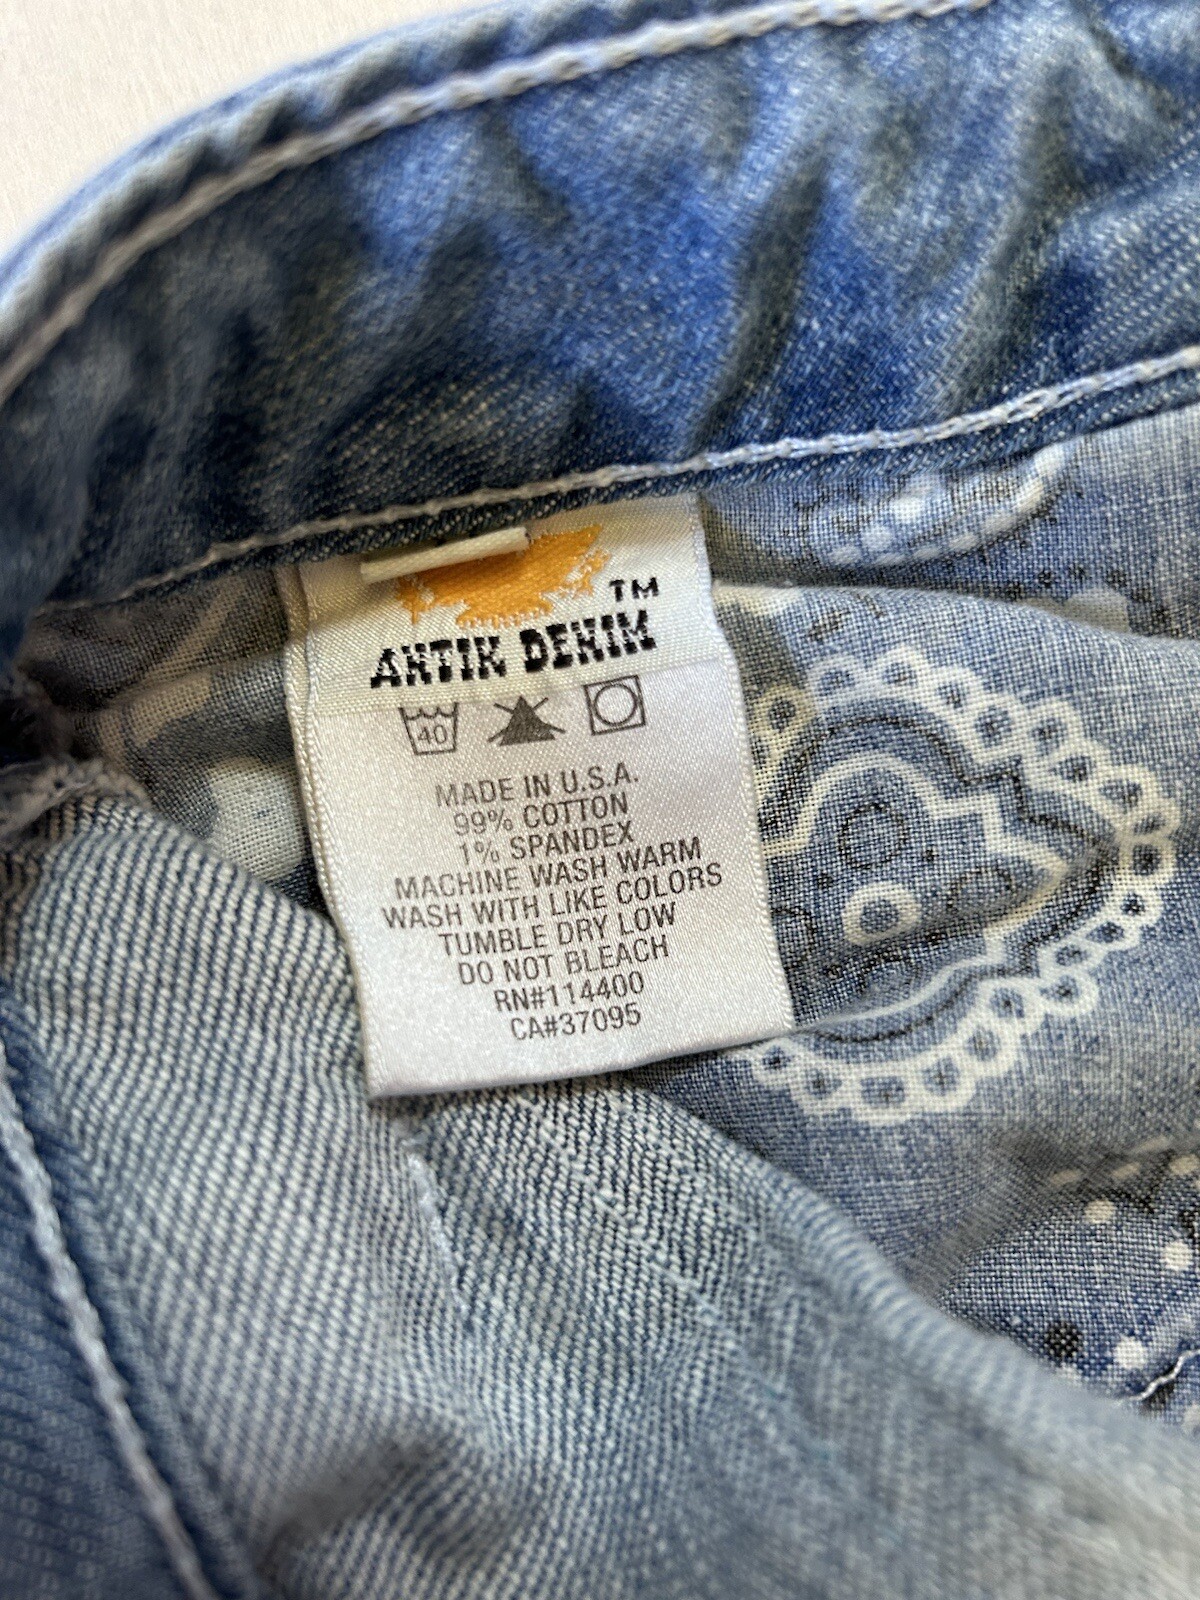 TM
ANTIK DENIM
40
MADE IN U.S.A.
99% COTTON
1% SPANDEX
MACHINE WASH WARM
WASH WITH LIKE COLORS
TUMBLE DRY LOW
DO NOT BLEACH
RN#114400
CA#37095